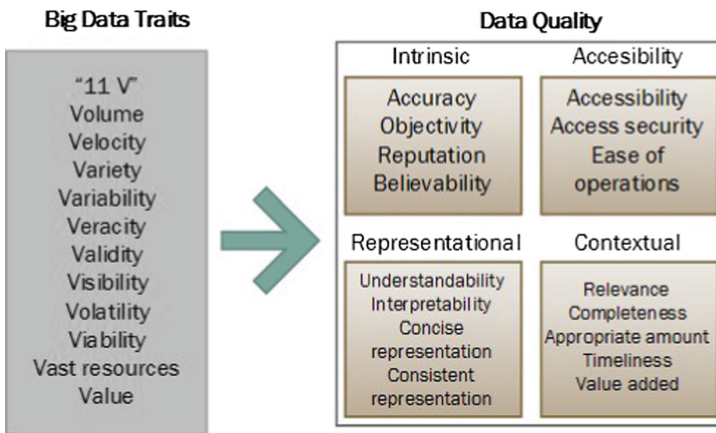 Big Data Traits
"11 V"
Volume
Velocity
Variety
Variability
Veracity
Validity
Visibility
Volatility
Viability
Vast resources
Value
Data Quality
Intrinsic
Accuracy
Objectivity
Reputation
Believability
Accesibility
Accessibility
Access security
Ease of
operations
Representational
Understandability
Interpretability
Concise
representation
Consistent
representation
Contextual
Relevance
Completeness
Appropriate amount
Timeliness
Value added